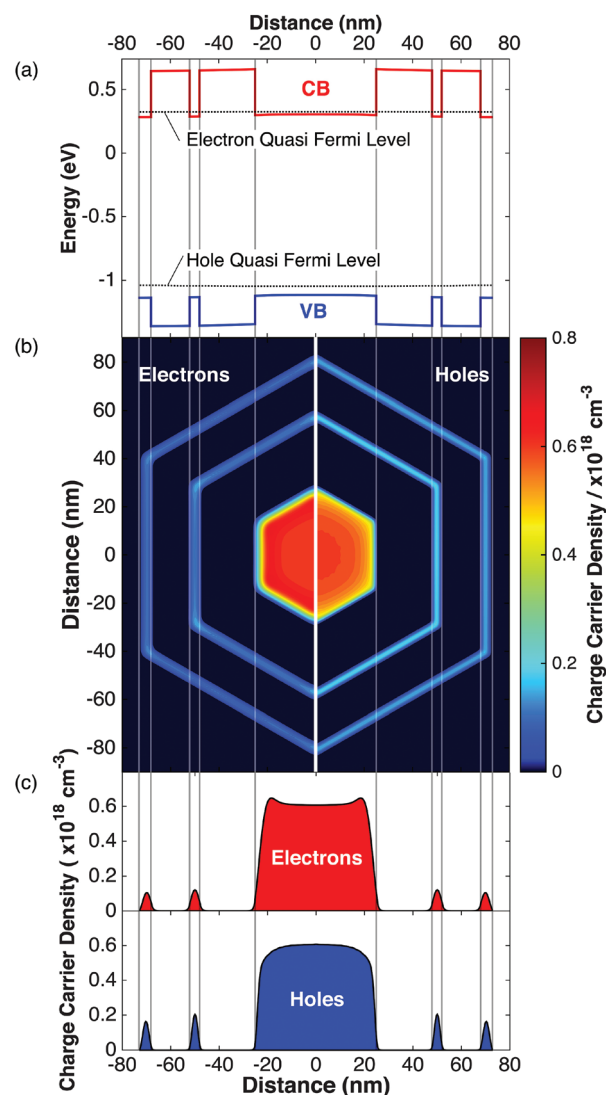 Distance (nm)
-80 -60 -40 -20 0 20 40 60 80
(a)
0.5
0
-0.5
-1
Energy (eV)
CB
Electron Quasi Fermi Level
Hole Quasi Fermi Level
VB
(b)
80
60
40
20
0
-20
-40
-60
-80
Distance (nm)
Electrons
Holes
0.8
0.6
0.4
0.2
0
Charge Carrier Density / x10¹⁸ cm⁻³
(c)
0.6
0.4
0.2
0
Electrons
0.6
0.4
0.2
0
Holes
Charge Carrier Density ( x10¹⁸ cm⁻³)
-80 -60 -40 -20 0 20 40 60 80
Distance (nm)